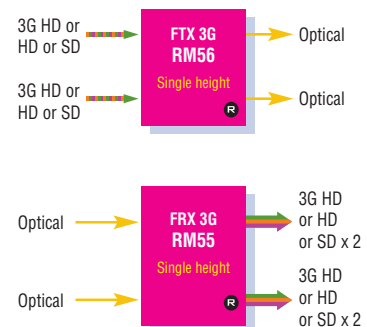 3G HD or
HD or SD
FTX 3G
RM56
Optical
Single height
3G HD or
HD or SD
Optical
R
3G HD
or HD
or SD x 2
Optical
FRX 3G
RM55
Single height
3G HD
or HD
or SD x 2
Optical
R